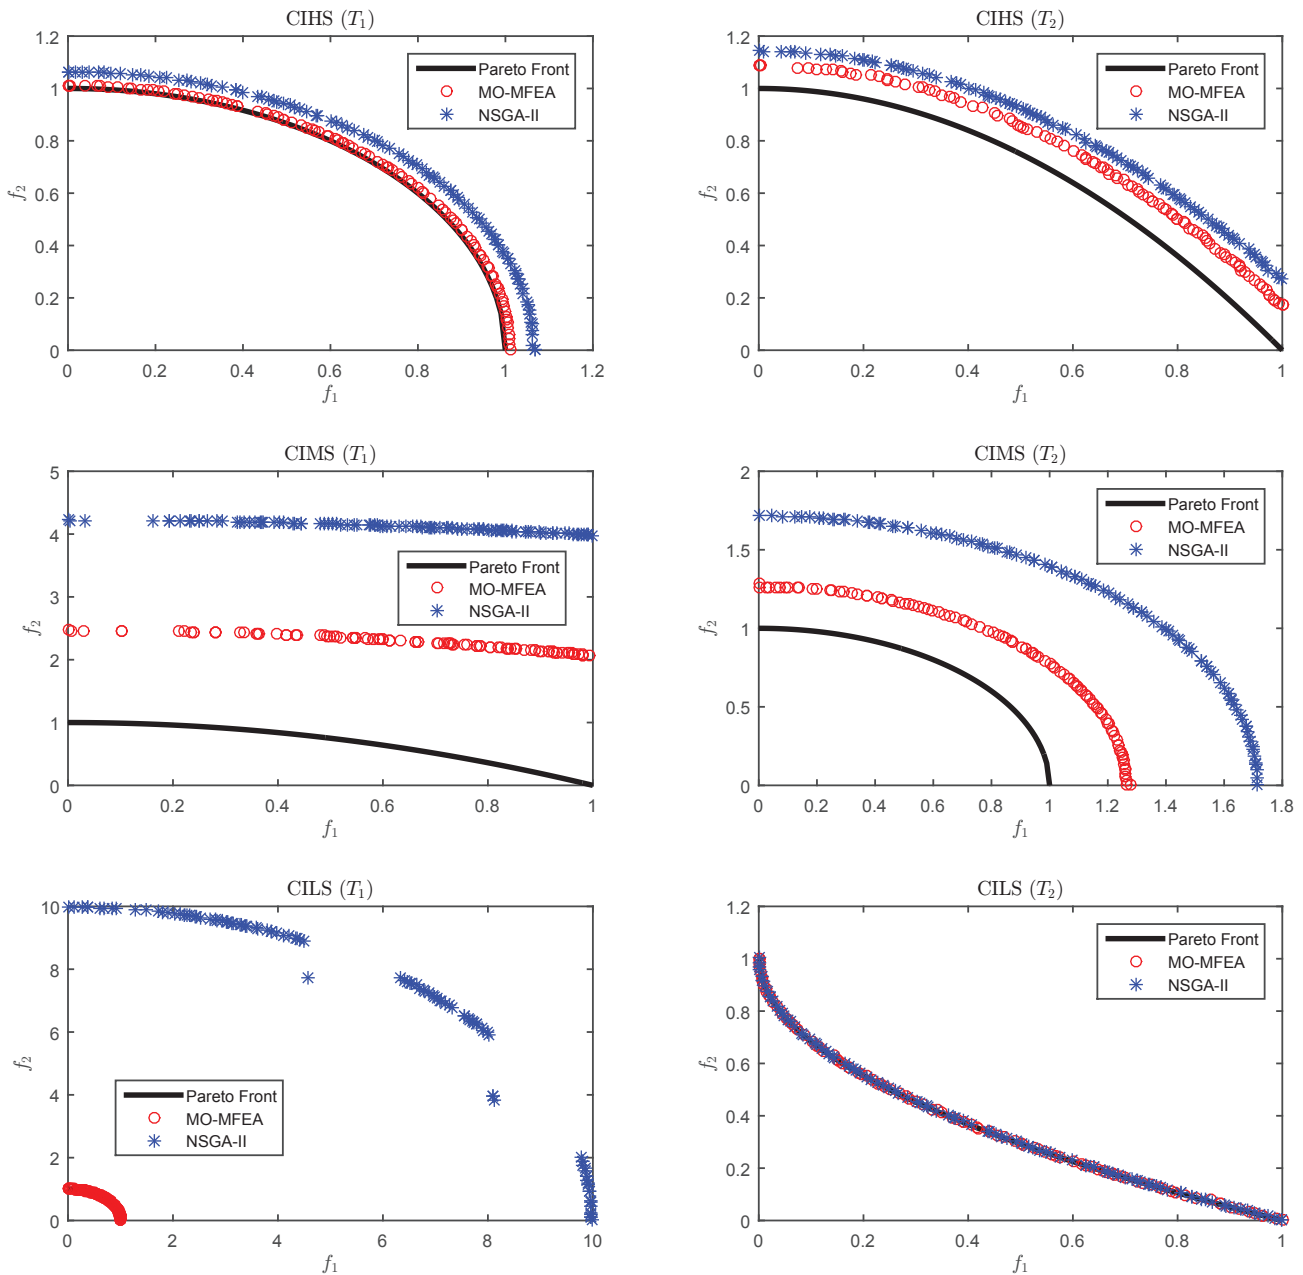 CIHS (T1)
1.2
1
0.8
0.6
0.4
0.2
0
f2
Pareto Front
MO-MFEA
NSGA-II
0 0.2 0.4 0.6 0.8 1 1.2
f1
CIHS (T2)
1.2
1
0.8
0.6
0.4
0.2
0
f2
Pareto Front
MO-MFEA
NSGA-II
0 0.2 0.4 0.6 0.8 1
f1
CIMS (T1)
5
4
3
2
1
0
f2
Pareto Front
MO-MFEA
NSGA-II
0 0.2 0.4 0.6 0.8 1
f1
CIMS (T2)
2
1.5
1
0.5
0
f2
Pareto Front
MO-MFEA
NSGA-II
0 0.2 0.4 0.6 0.8 1 1.2 1.4 1.6 1.8
f1
CILS (T1)
10
8
6
4
2
0
f2
Pareto Front
MO-MFEA
NSGA-II
0 2 4 6 8 10
f1
CILS (T2)
1.2
1
0.8
0.6
0.4
0.2
0
f2
Pareto Front
MO-MFEA
NSGA-II
0 0.2 0.4 0.6 0.8 1
f1